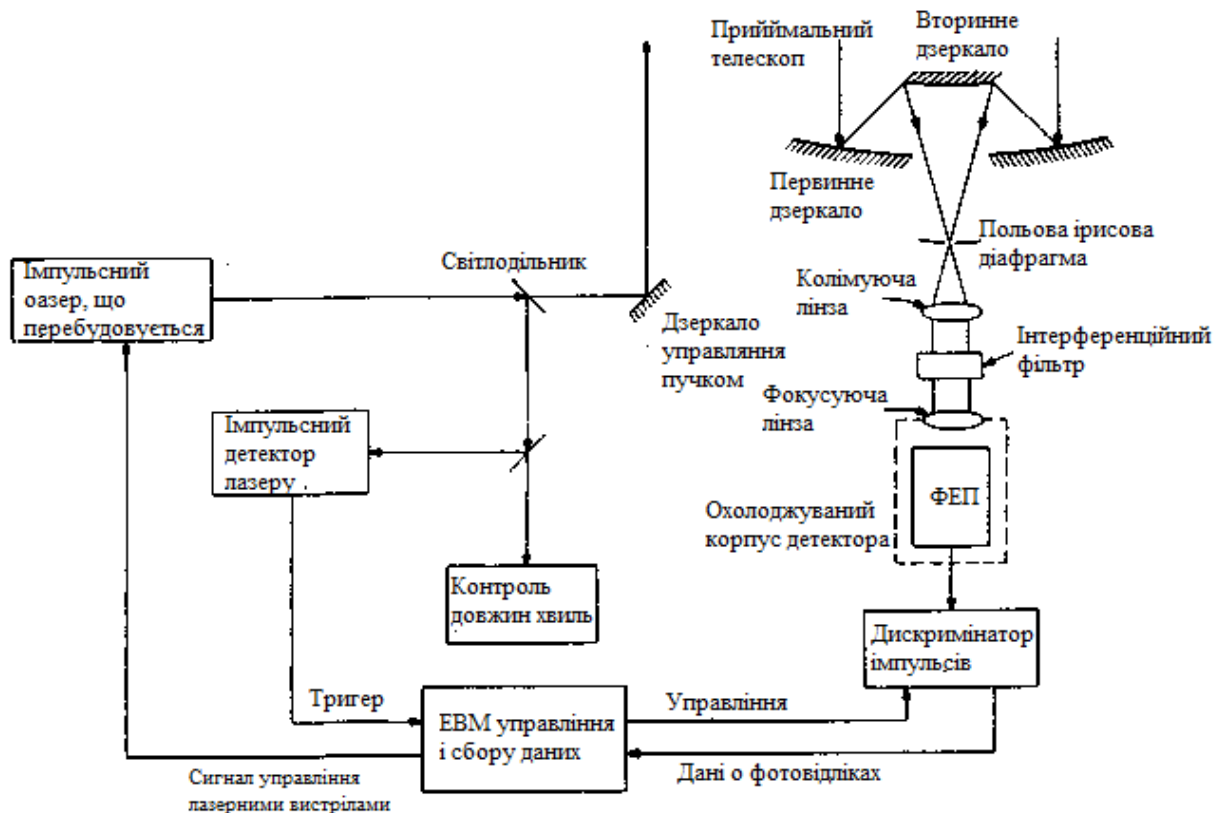 Прийймальний
телескоп
Вторинне
дзеркало
Первинне
дзеркало
Польова ірисова
діафрагма
Світлодільник
Імпульсний
оазер, що
перебудовується
Колімуюча
лінза
Дзеркало
управляння
пучком
Інтерференційний
фільтр
Фокусуюча
лінза
Імпульсний
детектор
лазеру
ФЕП
Охолоджуваний
корпус детектора
Контроль
довжин хвиль
Дискримінатор
імпульсів
Тригер
ЕВМ управління
і сбору даних
Управління
Дані о фотовідліках
Сигнал управління
лазерними вистрілами